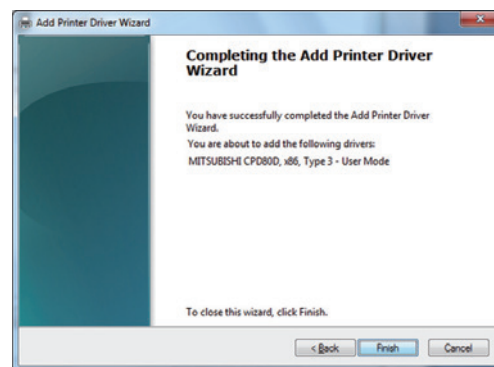 Add Printer Driver Wizard
Completing the Add Printer Driver
Wizard
You have successfully completed the Add Printer Driver
Wizard.
You are about to add the following drivers:
MITSUBISHI CPD80D, x86, Type 3 - User Mode
To close this wizard, click Finish.
< Back Finish Cancel